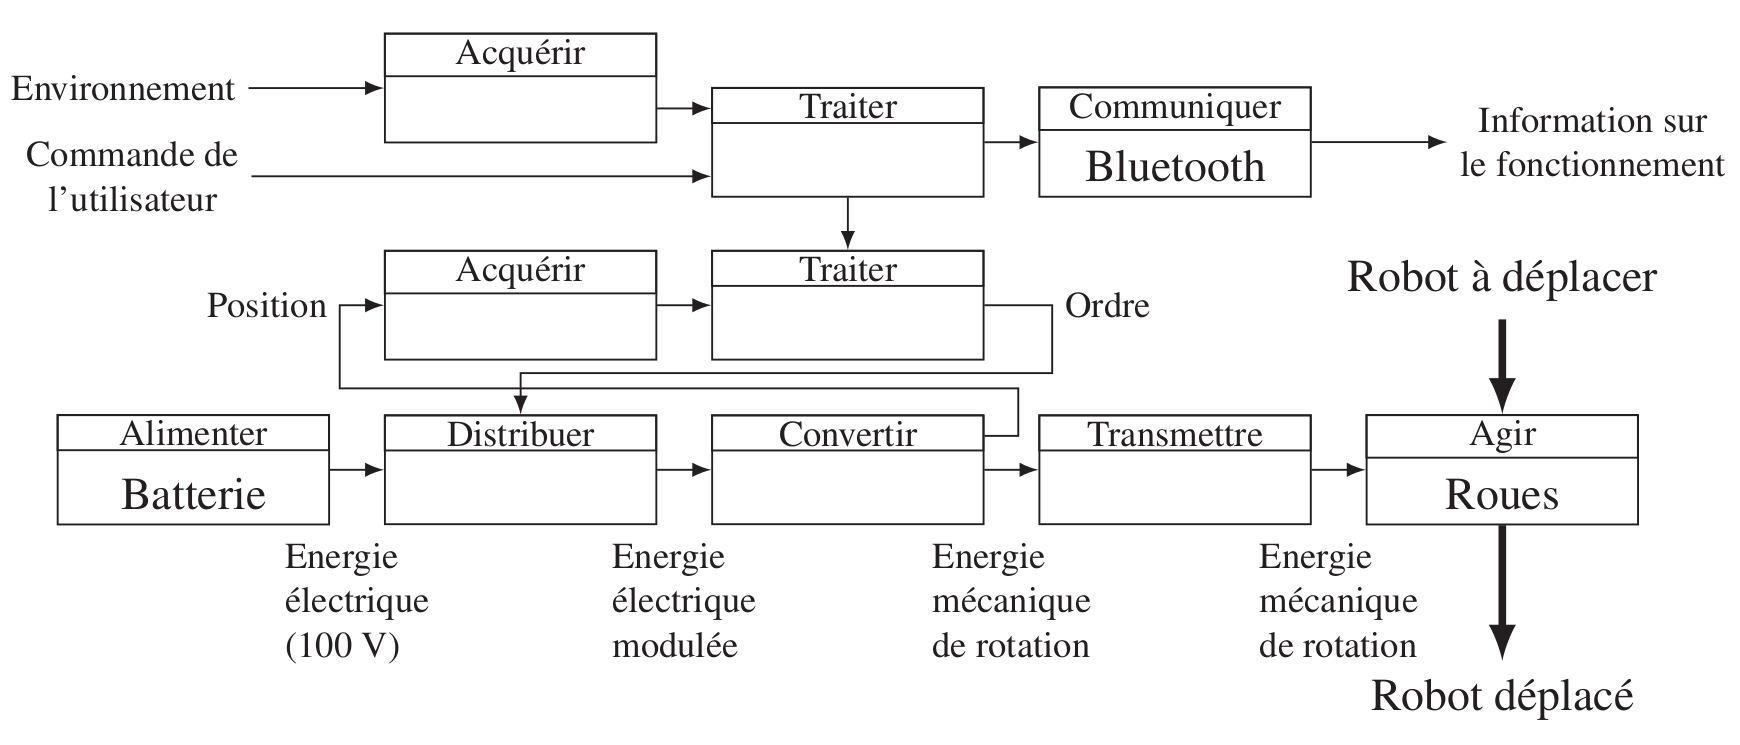 Acquérir
Environnement
Traiter
Communiquer
Bluetooth
Information sur
le fonctionnement
Commande de
l’utilisateur
Acquérir
Traiter
Position
Ordre
Robot à déplacer
Alimenter
Batterie
Distribuer
Convertir
Transmettre
Agir
Roues
Energie
électrique
(100 V)
Energie
électrique
modulée
Energie
mécanique
de rotation
Energie
mécanique
de rotation
Robot déplacé